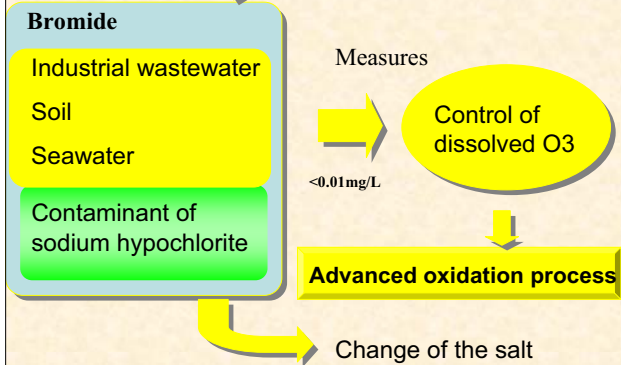 Bromide
Industrial wastewater
Soil
Seawater
Contaminant of
sodium hypochlorite
Measures
<0.01mg/L
Control of
dissolved O3
Advanced oxidation process
Change of the salt